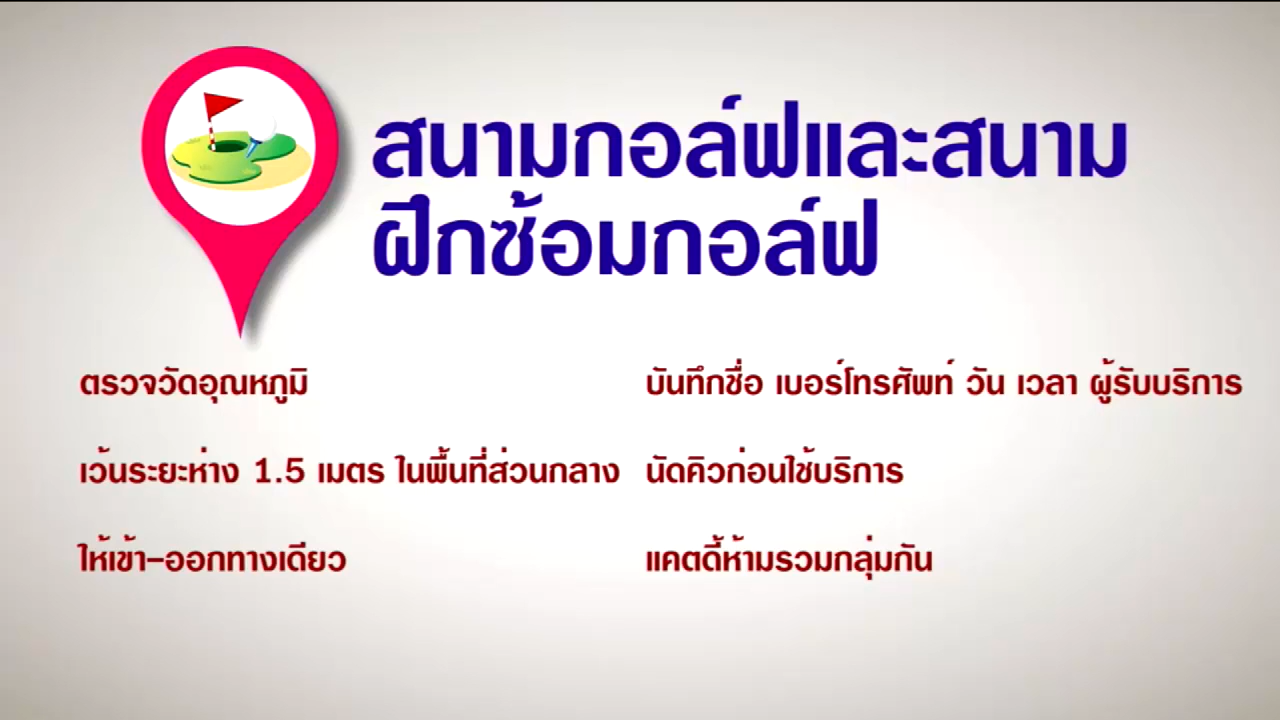 สนามกอล์ฟและสนาม
ฝึกซ้อมกอล์ฟ
ตรวจวัดอุณหภูมิ
เว้นระยะห่าง 1.5 เมตร ในพื้นที่ส่วนกลาง
ให้เข้า-ออกทางเดียว
บันทึกชื่อ เบอร์โทรศัพท์ วัน เวลา ผู้รับบริการ
นัดคิวก่อนใช้บริการ
แคดดี้ห้ามรวมกลุ่มกัน